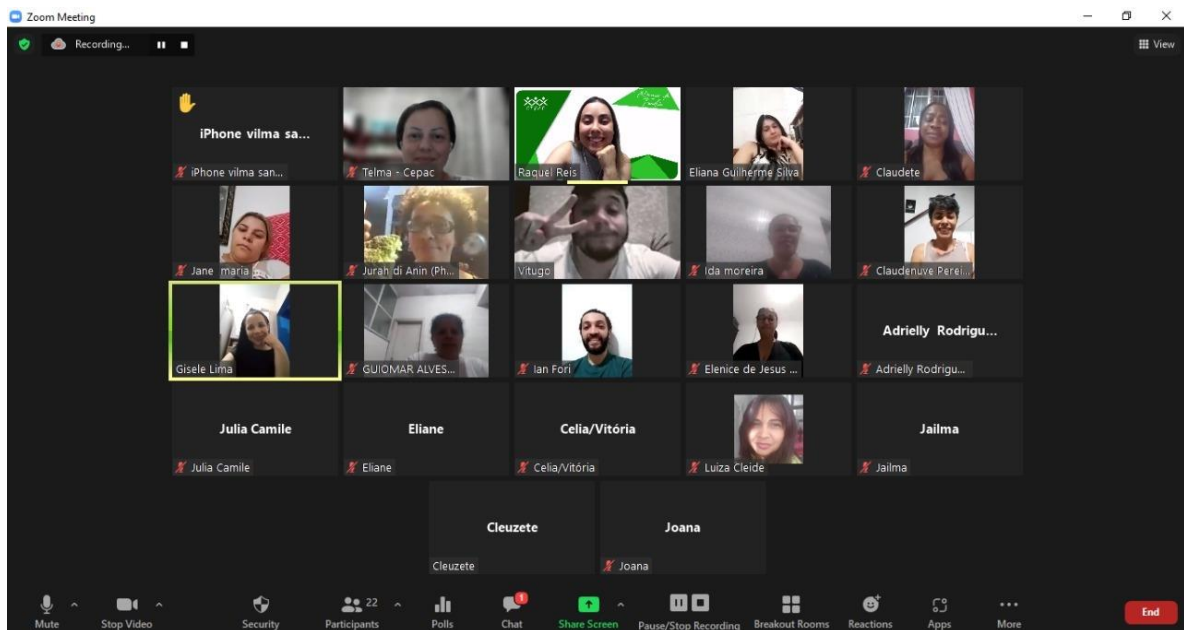 Zoom Meeting
Recording...
View
iPhone vilma sa...
iPhone vilma san...
Telma - Cepac
Raquel Reis
Eliana Guilherme Silva
Claudete
Jane maria
Jurah di Anin (Ph...
Vitugo
Ida moreira
Claudenuve Perei...
Gisele Lima
GUIOMAR ALVES...
Ian Fori
Elenice de Jesus ...
Adrielly Rodrigu...
Adrielly Rodrigu...
Julia Camile
Julia Camile
Eliane
Eliane
Celia/Vitória
Celia/Vitória
Luiza Cleide
Jailma
Jailma
Cleuzete
Cleuzete
Joana
Joana
Mute
Stop Video
Security
22
Participants
Polls
1
Chat
Share Screen
Pause/Stop Recording
Breakout Rooms
Reactions
Apps
More
End